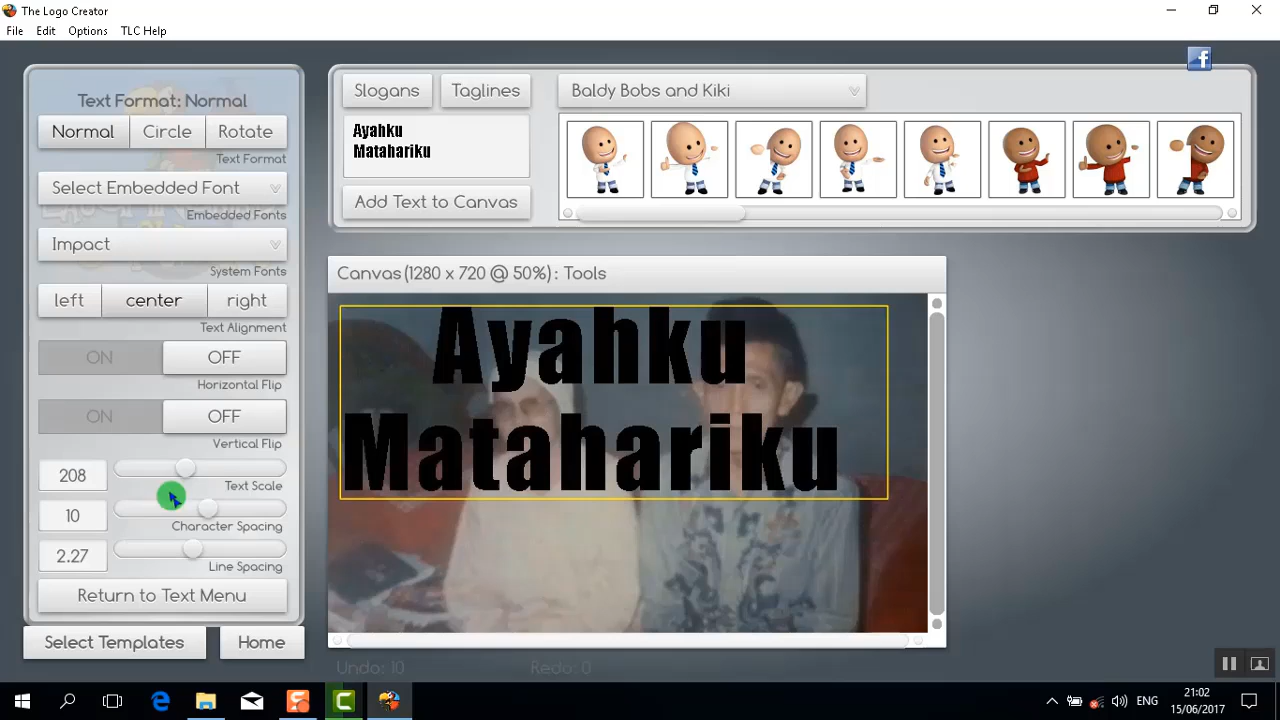 The Logo Creator
File Edit Options TLC Help
f
Text Format: Normal
Normal Circle Rotate
Text Format
Select Embedded Font
Embedded Fonts
Impact
System Fonts
left center right
Text Alignment
ON OFF
Horizontal Flip
ON OFF
Vertical Flip
208
Text Scale
10
Character Spacing
2.27
Line Spacing
Return to Text Menu
Select Templates Home
Slogans Taglines
Ayahku
Matahariku
Add Text to Canvas
Baldy Bobs and Kiki
Canvas (1280 x 720 @ 50%) : Tools
Ayahku
Matahariku
Undo: 10 Redo: 0
ENG
21:02
15/06/2017